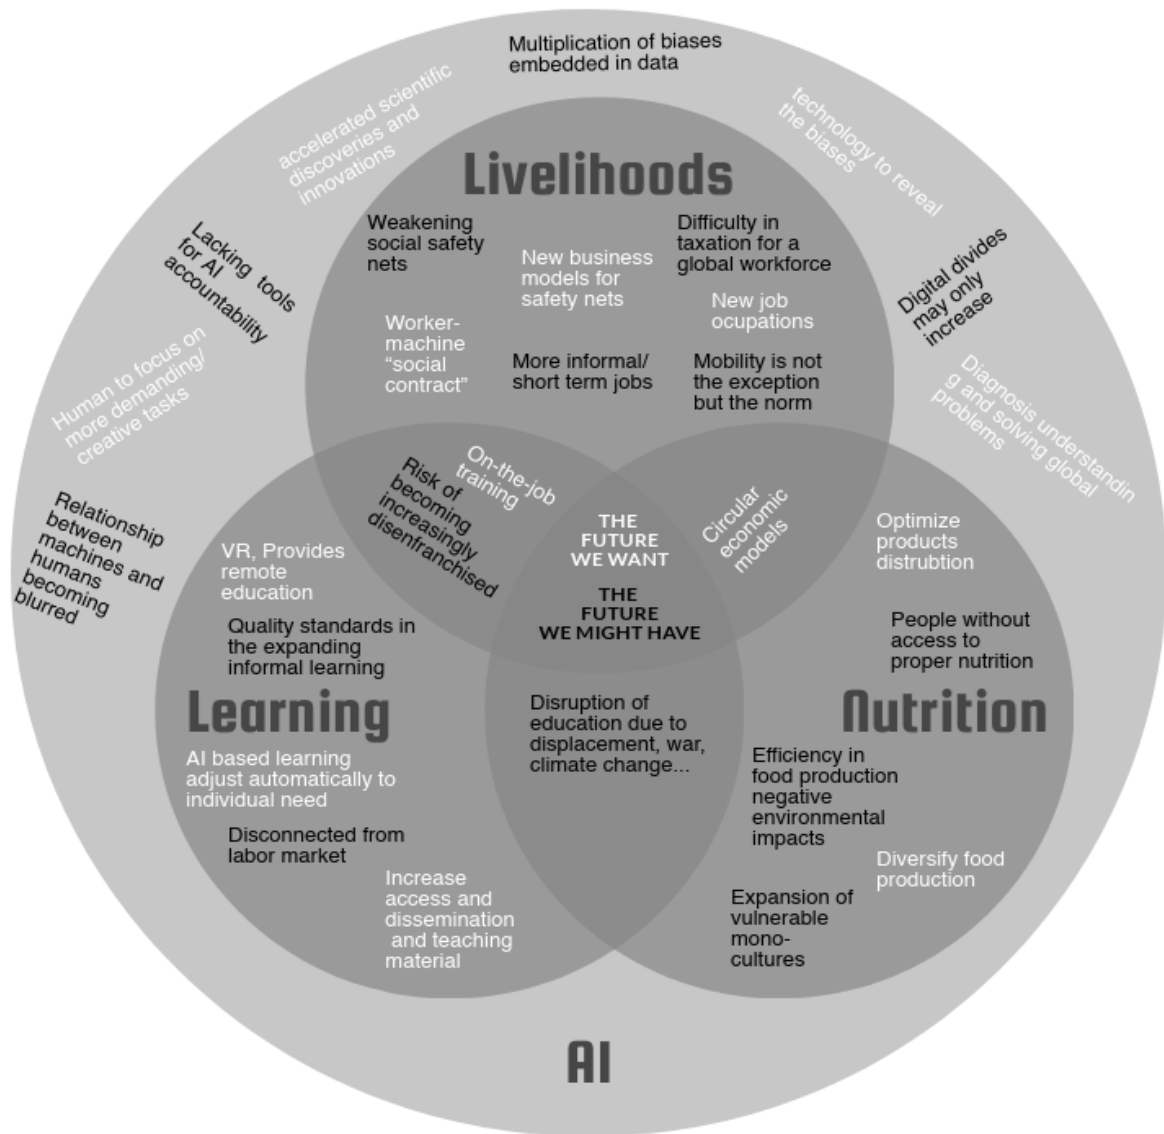 Multiplication of biases
embedded in data
accelerated scientific
discoveries and
innovations
technology to reveal
the biases
Livelihoods
Weakening
social safety
nets
New business
models for
safety nets
Difficulty in
taxation for a
global workforce
Lacking tools
for AI
accountability
Digital divides
may only
increase
Worker-
machine
“social
contract”
New job
ocupations
More informal/
short term jobs
Mobility is not
the exception
but the norm
Human to focus on
more demanding/
creative tasks
Diagnosis understandin
g and solving global
problems
On-the-job
training
Risk of
becoming
increasingly
disenfranchised
Circular
economic
models
THE
FUTURE
WE WANT
THE
FUTURE
WE MIGHT HAVE
Relationship
between
machines and
humans
becoming
blurred
VR, Provides
remote
education
Quality standards in
the expanding
informal learning
Optimize
products
distrubtion
People without
access to
proper nutrition
Learning
Nutrition
AI based learning
adjust automatically to
individual need
Disconnected from
labor market
Increase
access and
dissemination
and teaching
material
Disruption of
education due to
displacement, war,
climate change...
Efficiency in
food production
negative
environmental
impacts
Diversify food
production
Expansion of
vulnerable
mono-
cultures
AI